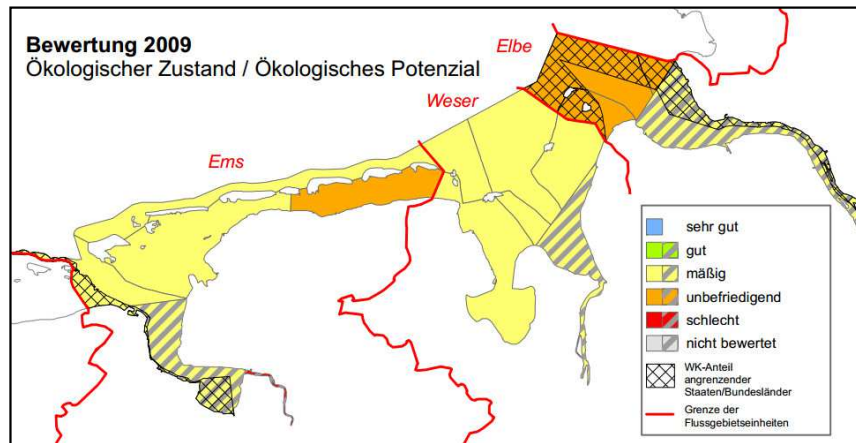 Bewertung 2009
Ökologischer Zustand / Ökologisches Potenzial
Elbe
Weser
Ems
sehr gut
gut
mäßig
unbefriedigend
schlecht
nicht bewertet
WK-Anteil
angrenzender
Staaten/Bundesländer
Grenze der
Flussgebietseinheiten